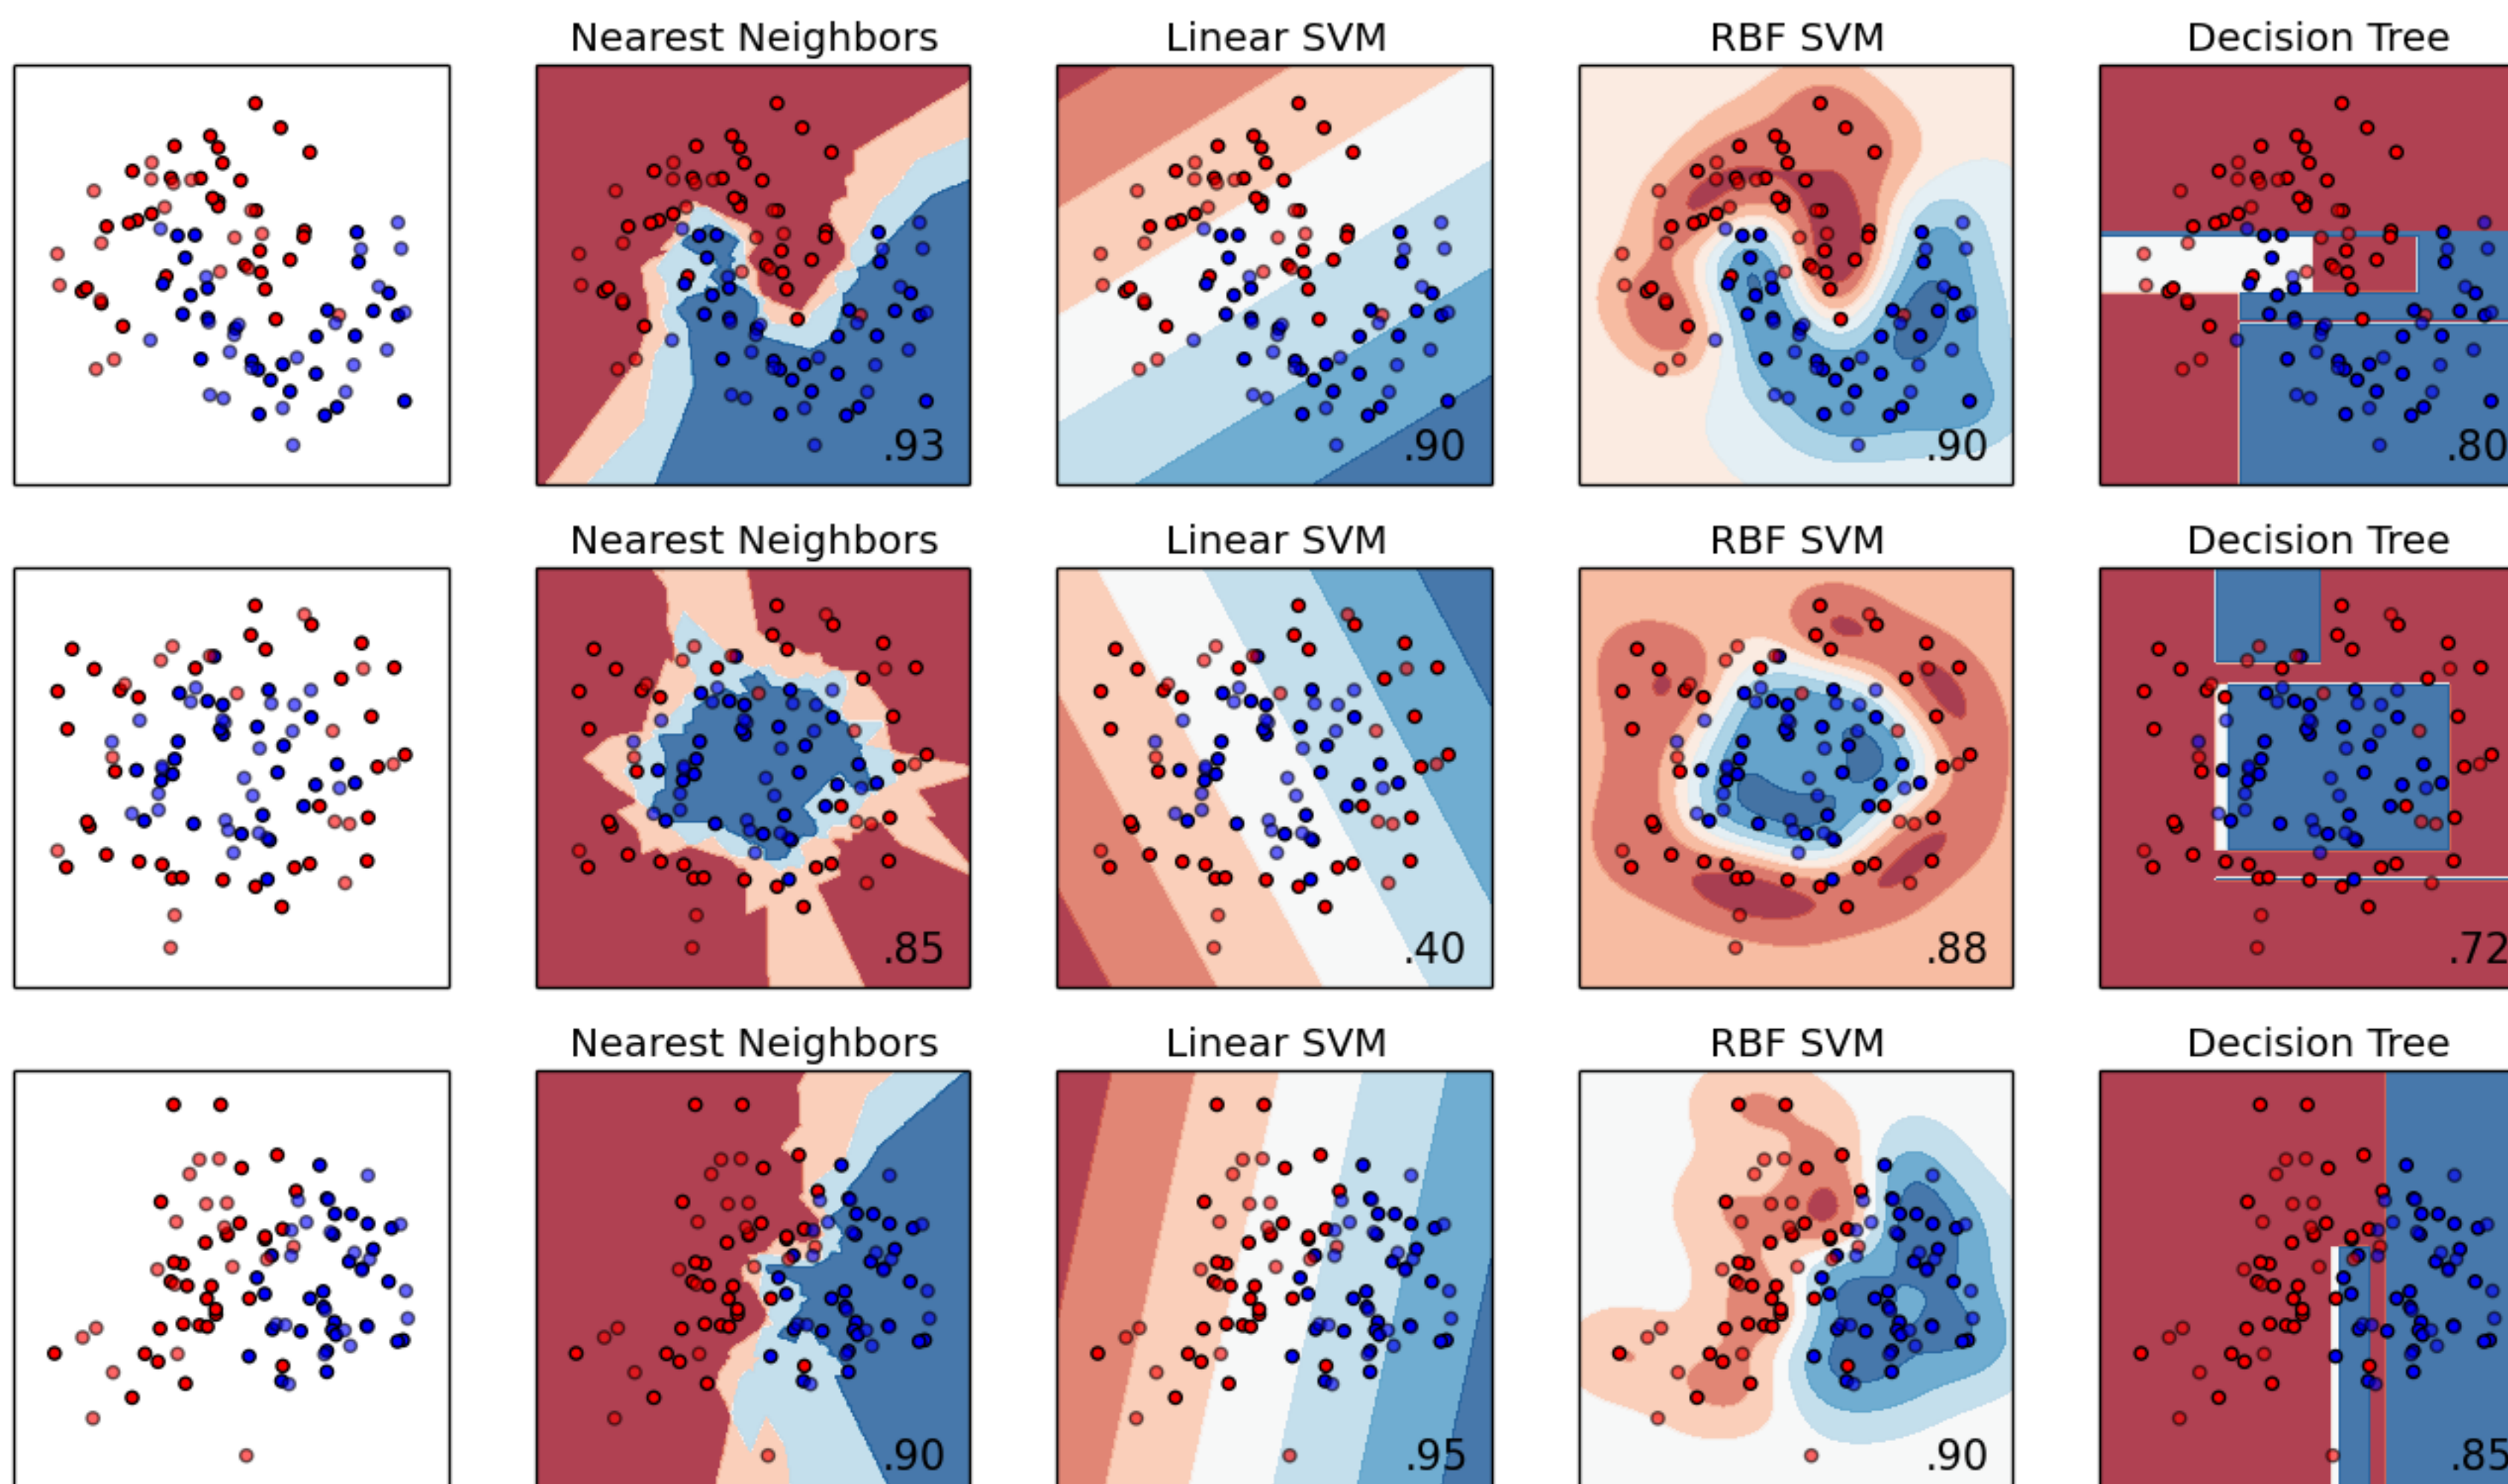 Nearest Neighbors
Linear SVM
RBF SVM
Decision Tree
.93
.90
.90
.80
Nearest Neighbors
Linear SVM
RBF SVM
Decision Tree
.85
.40
.88
.72
Nearest Neighbors
Linear SVM
RBF SVM
Decision Tree
.90
.95
.90
.85